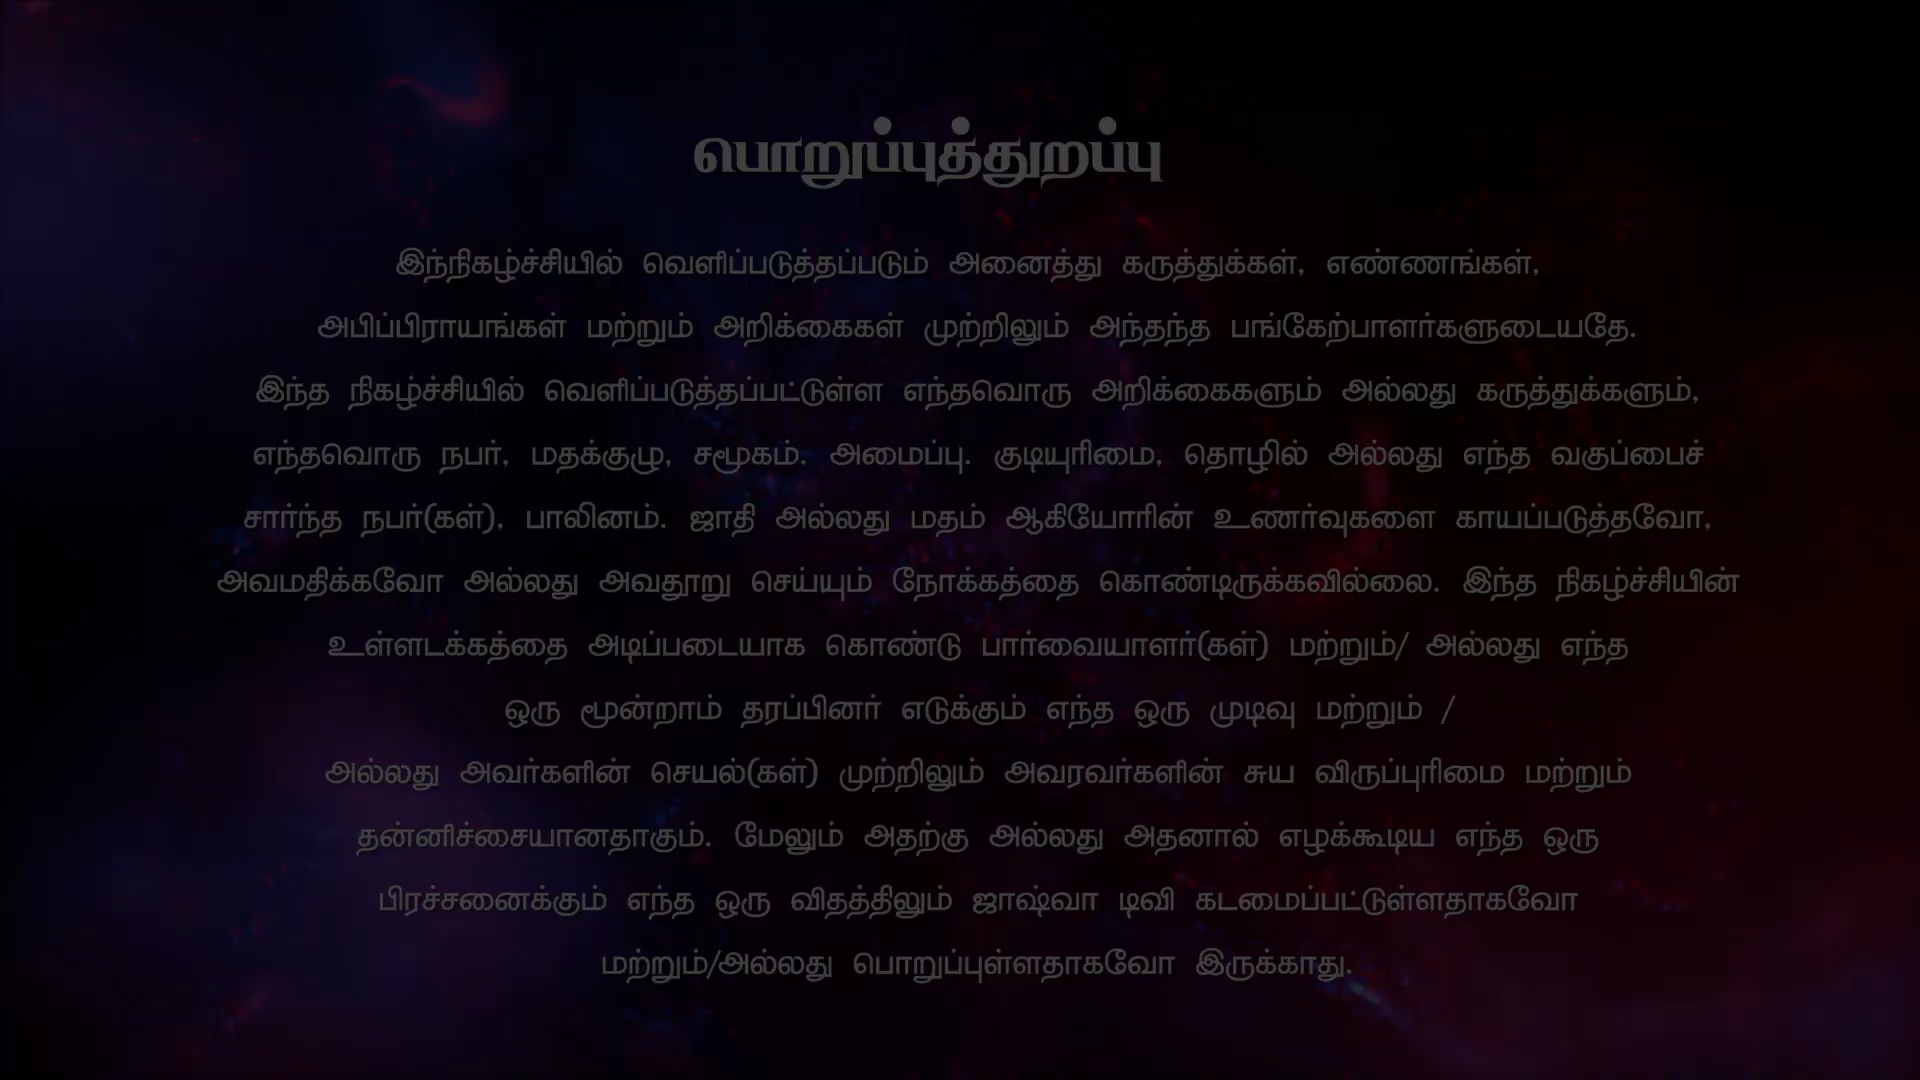 பொறுப்புத்துறப்பு
இந்நிகழ்ச்சியில் வெளிப்படுத்தப்படும் அனைத்து கருத்துக்கள், எண்ணங்கள்,
அபிப்பிராயங்கள் மற்றும் அறிக்கைகள் முற்றிலும் அந்தந்த பங்கேற்பாளர்களுடையதே.
இந்த நிகழ்ச்சியில் வெளிப்படுத்தப்பட்டுள்ள எந்தவொரு அறிக்கைகளும் அல்லது கருத்துக்களும்,
எந்தவொரு நபர், மதக்குழு, சமூகம். அமைப்பு. குடியுரிமை, தொழில் அல்லது எந்த வகுப்பைச்
சார்ந்த நபர்(கள்), பாலினம். ஜாதி அல்லது மதம் ஆகியோரின் உணர்வுகளை காயப்படுத்தவோ,
அவமதிக்கவோ அல்லது அவதூறு செய்யும் நோக்கத்தை கொண்டிருக்கவில்லை. இந்த நிகழ்ச்சியின்
உள்ளடக்கத்தை அடிப்படையாக கொண்டு பார்வையாளர்(கள்) மற்றும்/ அல்லது எந்த
ஒரு மூன்றாம் தரப்பினர் எடுக்கும் எந்த ஒரு முடிவு மற்றும் /
அல்லது அவர்களின் செயல்(கள்) முற்றிலும் அவரவர்களின் சுய விருப்புரிமை மற்றும்
தன்னிச்சையானதாகும். மேலும் அதற்கு அல்லது அதனால் எழக்கூடிய எந்த ஒரு
பிரச்சனைக்கும் எந்த ஒரு விதத்திலும் ஜாஷ்வா டிவி கடமைப்பட்டுள்ளதாகவோ
மற்றும்/அல்லது பொறுப்புள்ளதாகவோ இருக்காது.